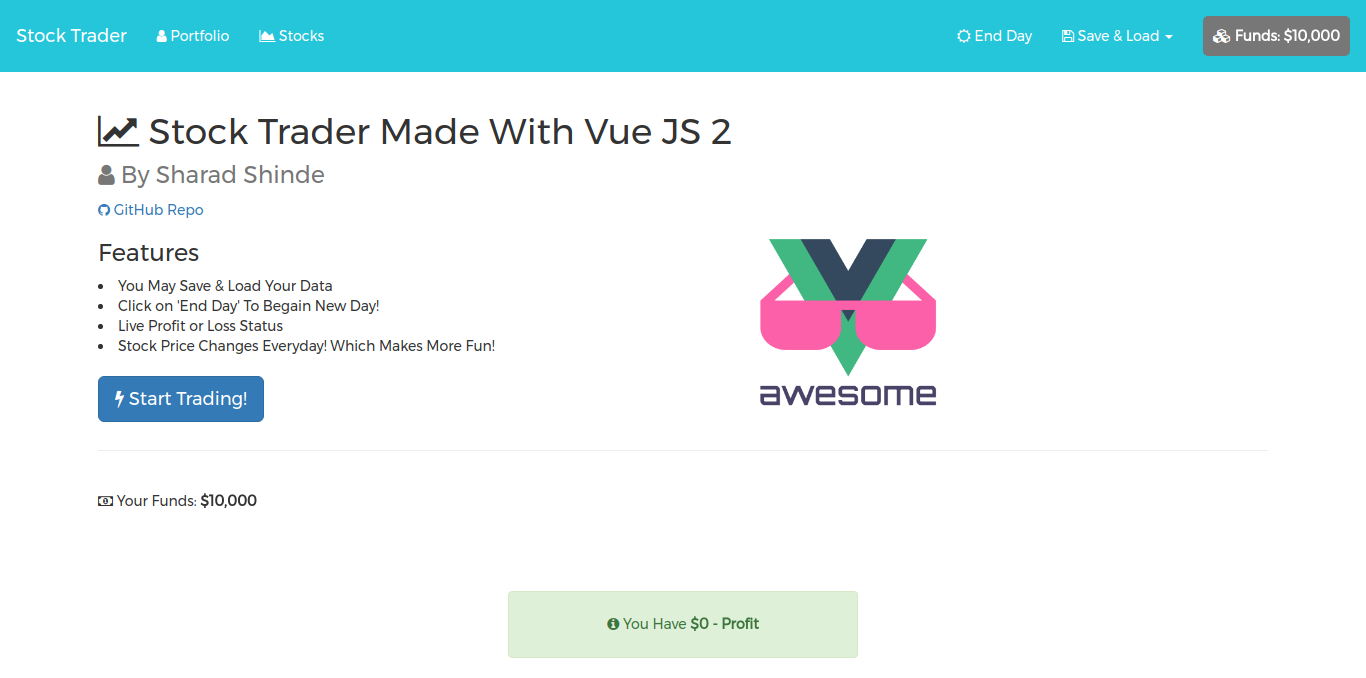 Stock Trader Portfolio Stocks End Day Save & Load Funds: $10,000
Stock Trader Made With Vue JS 2
By Sharad Shinde
GitHub Repo
Features
You May Save & Load Your Data
Click on 'End Day' To Begain New Day!
Live Profit or Loss Status
Stock Price Changes Everyday! Which Makes More Fun!
Start Trading!
awesome
Your Funds: $10,000
You Have $0 - Profit